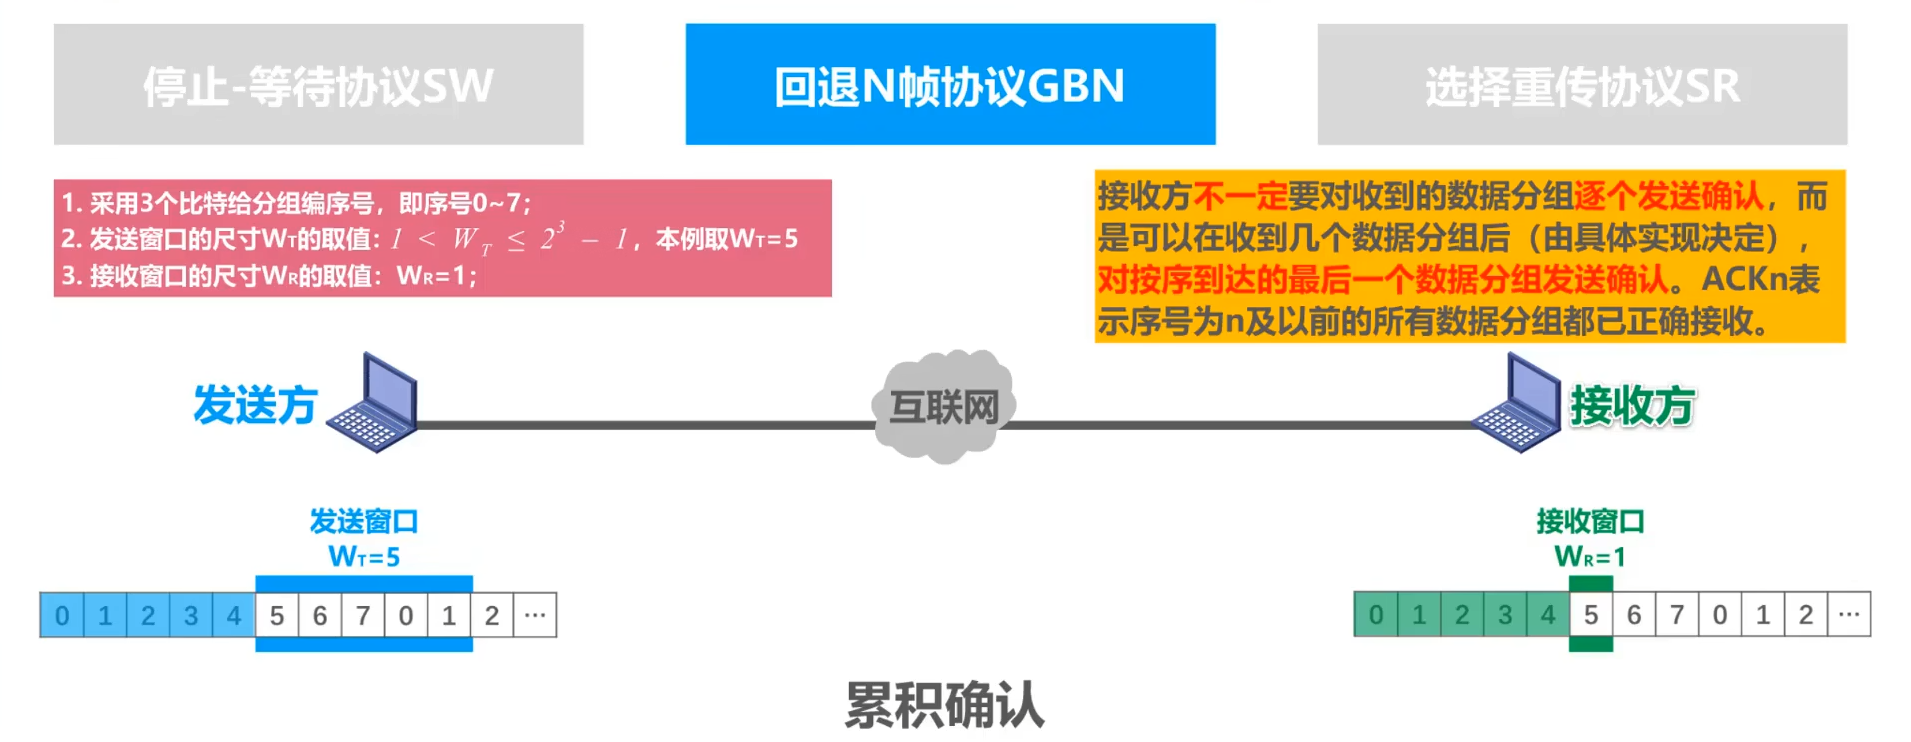 停止-等待协议SW
回退N帧协议GBN
选择重传协议SR
1. 采用3个比特给分组编序号，即序号0~7；
2. 发送窗口的尺寸WT的取值：1 < W_T ≤ 2^3 − 1，本例取WT=5
3. 接收窗口的尺寸WR的取值：WR=1；
接收方不一定要对收到的数据分组逐个发送确认，而
是可以在收到几个数据分组后（由具体实现决定），
对按序到达的最后一个数据分组发送确认。ACKn表
示序号为n及以前的所有数据分组都已正确接收。
发送方
互联网
接收方
发送窗口
WT=5
0 1 2 3 4 5 6 7 0 1 2 ···
接收窗口
WR=1
0 1 2 3 4 5 6 7 0 1 2 ···
累积确认